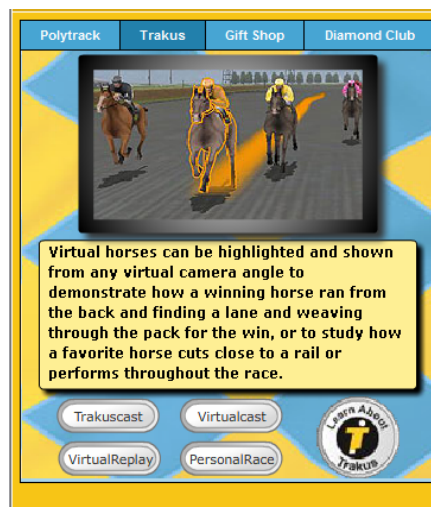 Polytrack Trakus Gift Shop Diamond Club
Virtual horses can be highlighted and shown
from any virtual camera angle to
demonstrate how a winning horse ran from
the back and finding a lane and weaving
through the pack for the win, or to study how
a favorite horse cuts close to a rail or
performs throughout the race.
Trakuscast Virtualcast
VirtualReplay PersonalRace
Learn About
Trakus